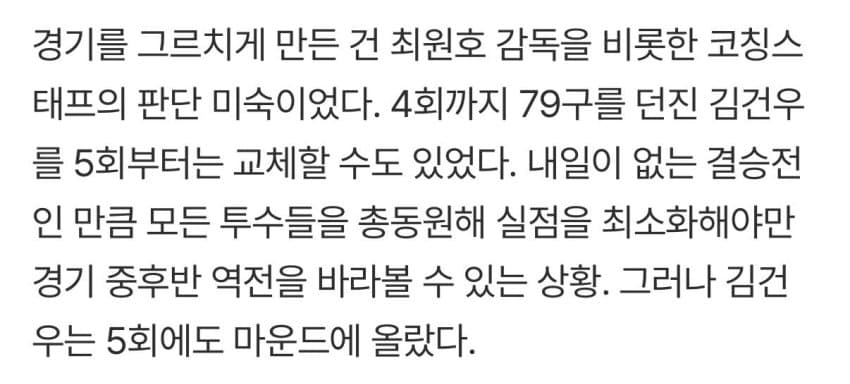 경기를 그르치게 만든 건 최원호 감독을 비롯한 코칭스
태프의 판단 미숙이었다. 4회까지 79구를 던진 김건우
를 5회부터는 교체할 수도 있었다. 내일이 없는 결승전
인 만큼 모든 투수들을 총동원해 실점을 최소화해야만
경기 중후반 역전을 바라볼 수 있는 상황. 그러나 김건
우는 5회에도 마운드에 올랐다.